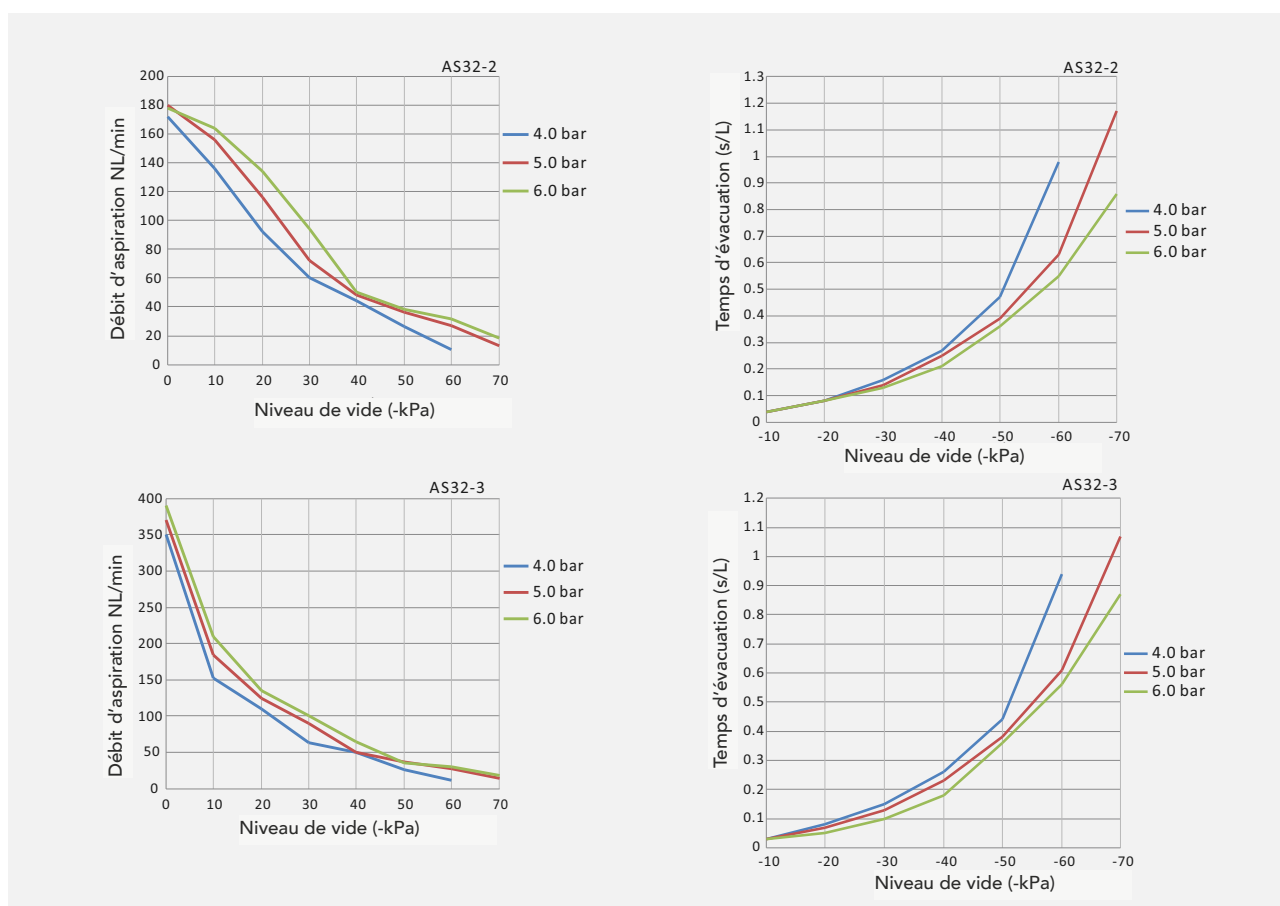 AS32-2
Débit d'aspiration NL/min
200
180
160
140
120
100
80
60
40
20
0
0 10 20 30 40 50 60 70
Niveau de vide (-kPa)
4.0 bar
5.0 bar
6.0 bar
AS32-2
Temps d'évacuation (s/L)
1.3
1.2
1.1
1
0.9
0.8
0.7
0.6
0.5
0.4
0.3
0.2
0.1
0
-10 -20 -30 -40 -50 -60 -70
Niveau de vide (-kPa)
4.0 bar
5.0 bar
6.0 bar
AS32-3
Débit d'aspiration NL/min
400
350
300
250
200
150
100
50
0
0 10 20 30 40 50 60 70
Niveau de vide (-kPa)
4.0 bar
5.0 bar
6.0 bar
AS32-3
Temps d'évacuation (s/L)
1.2
1.1
1
0.9
0.8
0.7
0.6
0.5
0.4
0.3
0.2
0.1
0
-10 -20 -30 -40 -50 -60 -70
Niveau de vide (-kPa)
4.0 bar
5.0 bar
6.0 bar